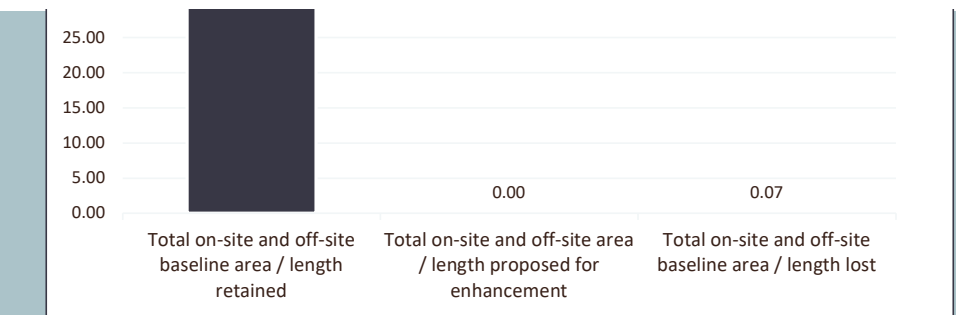 25.00
20.00
15.00
10.00
5.00
0.00
0.00
0.07
Total on-site and off-site
baseline area / length
retained
Total on-site and off-site area
/ length proposed for
enhancement
Total on-site and off-site
baseline area / length lost